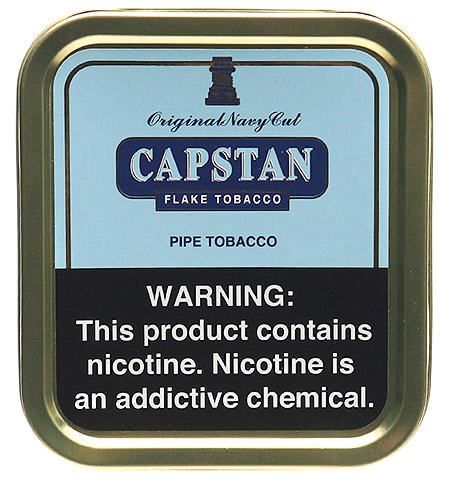 Original Navy Cut
CAPSTAN
FLAKE TOBACCO
PIPE TOBACCO
WARNING:
This product contains
nicotine. Nicotine is
an addictive chemical.